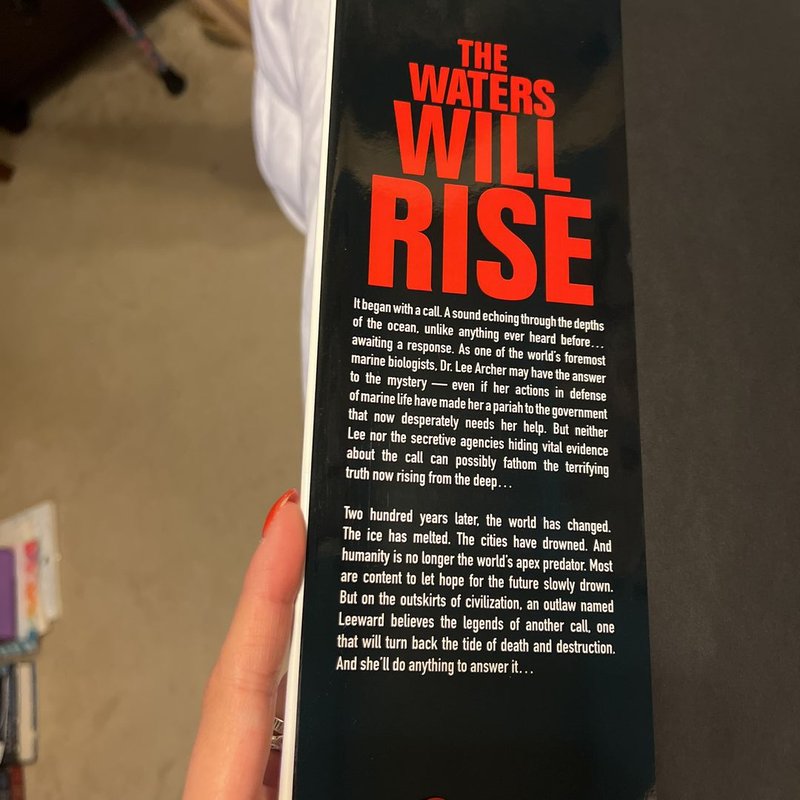 THE
WATERS
WILL
RISE
It began with a call. A sound echoing through the depths
of the ocean, unlike anything ever heard before...
awaiting a response. As one of the world's foremost
marine biologists, Dr. Lee Archer may have the answer
to the mystery — even if her actions in defense
of marine life have made her a pariah to the government
that now desperately needs her help. But neither
Lee nor the secretive agencies hiding vital evidence
about the call can possibly fathom the terrifying
truth now rising from the deep...
Two hundred years later, the world has changed.
The ice has melted. The cities have drowned. And
humanity is no longer the world's apex predator. Most
are content to let hope for the future slowly drown.
But on the outskirts of civilization, an outlaw named
Leeward believes the legends of another call, one
that will turn back the tide of death and destruction.
And she'll do anything to answer it...